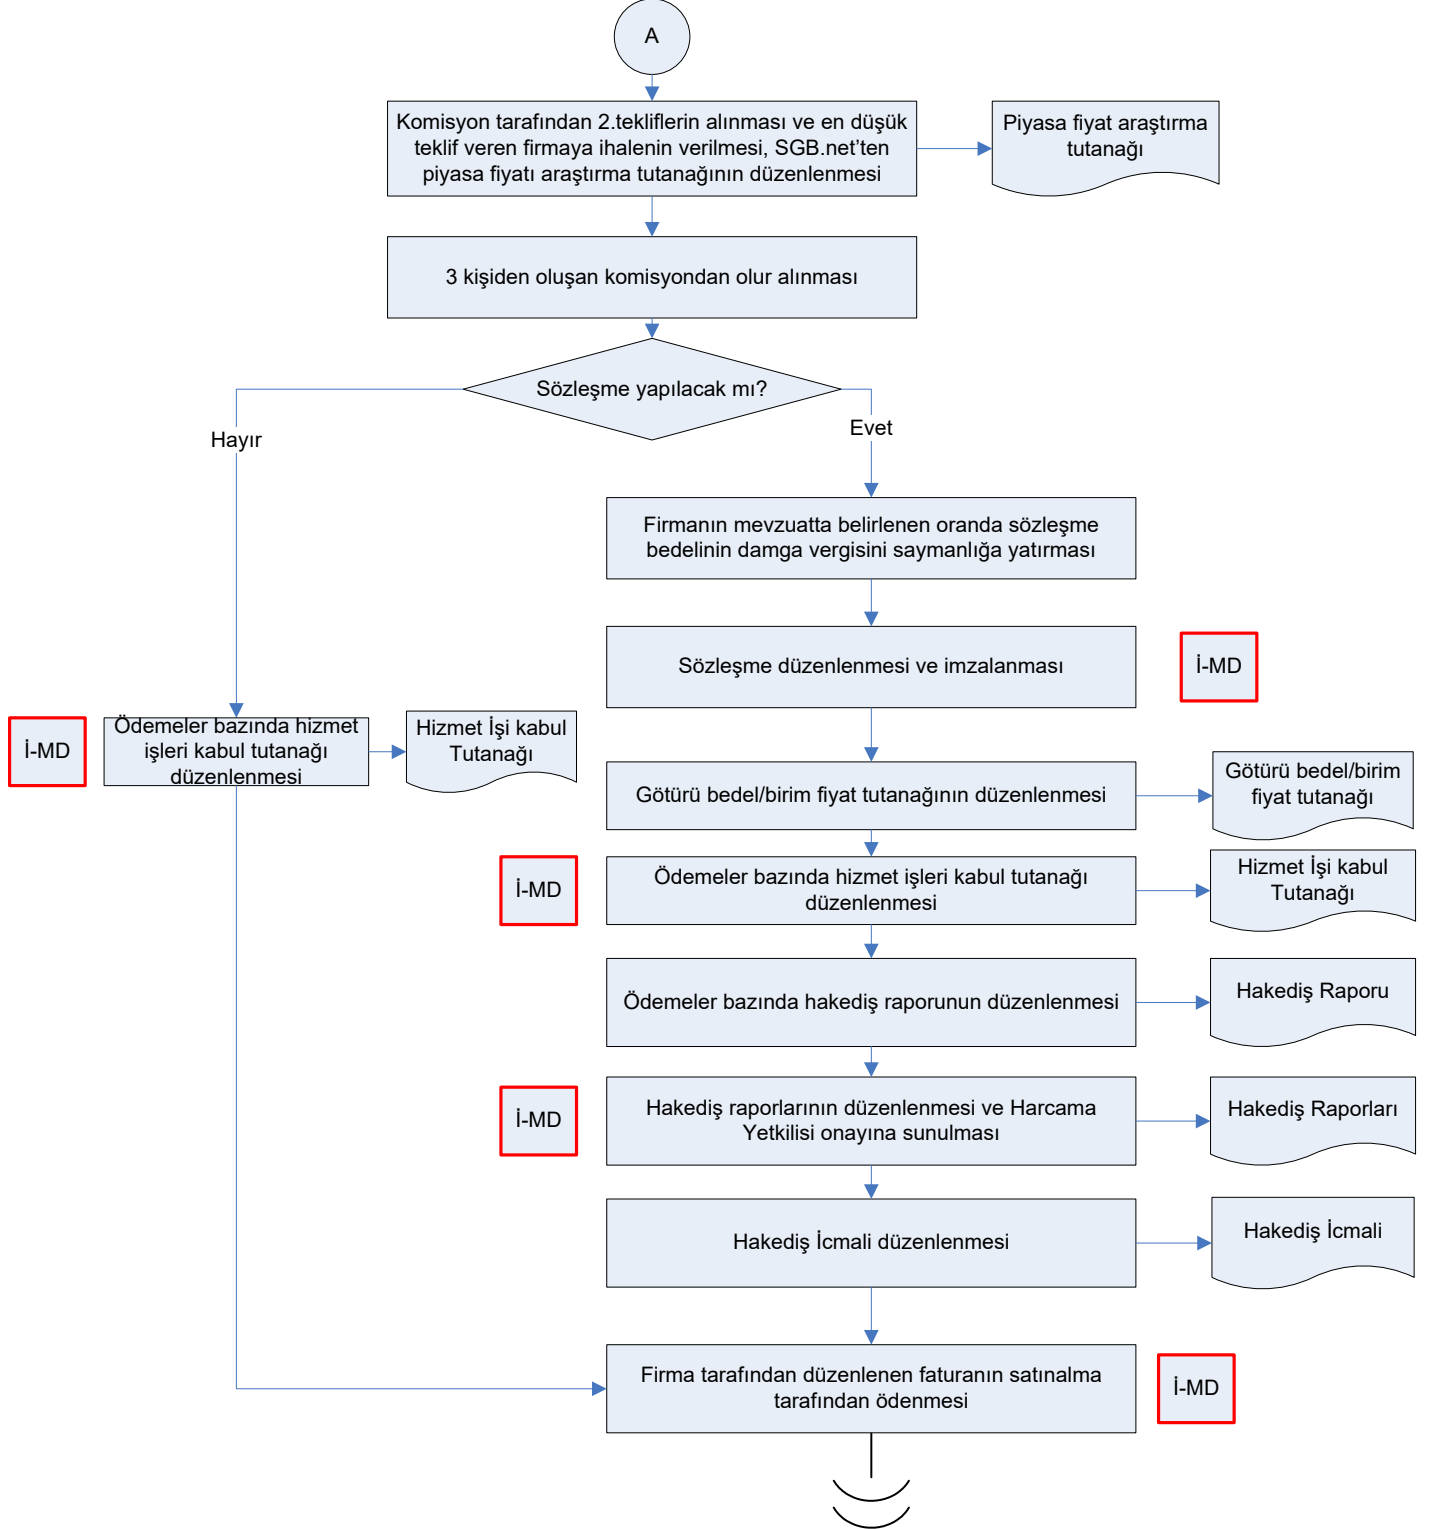 A
Komisyon tarafından 2.tekliflerin alınması ve en düşük
teklif veren firmaya ihalenin verilmesi, SGB.net’ten
piyasa fiyatı araştırma tutanağının düzenlenmesi
Piyasa fiyat araştırma
tutanağı
3 kişiden oluşan komisyondan olur alınması
Sözleşme yapılacak mı?
Hayır
Evet
Firmanın mevzuatta belirlenen oranda sözleşme
bedelinin damga vergisini saymanlığa yatırması
Sözleşme düzenlenmesi ve imzalanması
İ-MD
İ-MD
Ödemeler bazında hizmet
işleri kabul tutanağı
düzenlenmesi
Hizmet İşi kabul
Tutanağı
Götürü bedel/birim fiyat tutanağının düzenlenmesi
Götürü bedel/birim
fiyat tutanağı
İ-MD
Ödemeler bazında hizmet işleri kabul tutanağı
düzenlenmesi
Hizmet İşi kabul
Tutanağı
Ödemeler bazında hakediş raporunun düzenlenmesi
Hakediş Raporu
İ-MD
Hakediş raporlarının düzenlenmesi ve Harcama
Yetkilisi onayına sunulması
Hakediş Raporları
Hakediş İcmali düzenlenmesi
Hakediş İcmali
Firma tarafından düzenlenen faturanın satınalma
tarafından ödenmesi
İ-MD